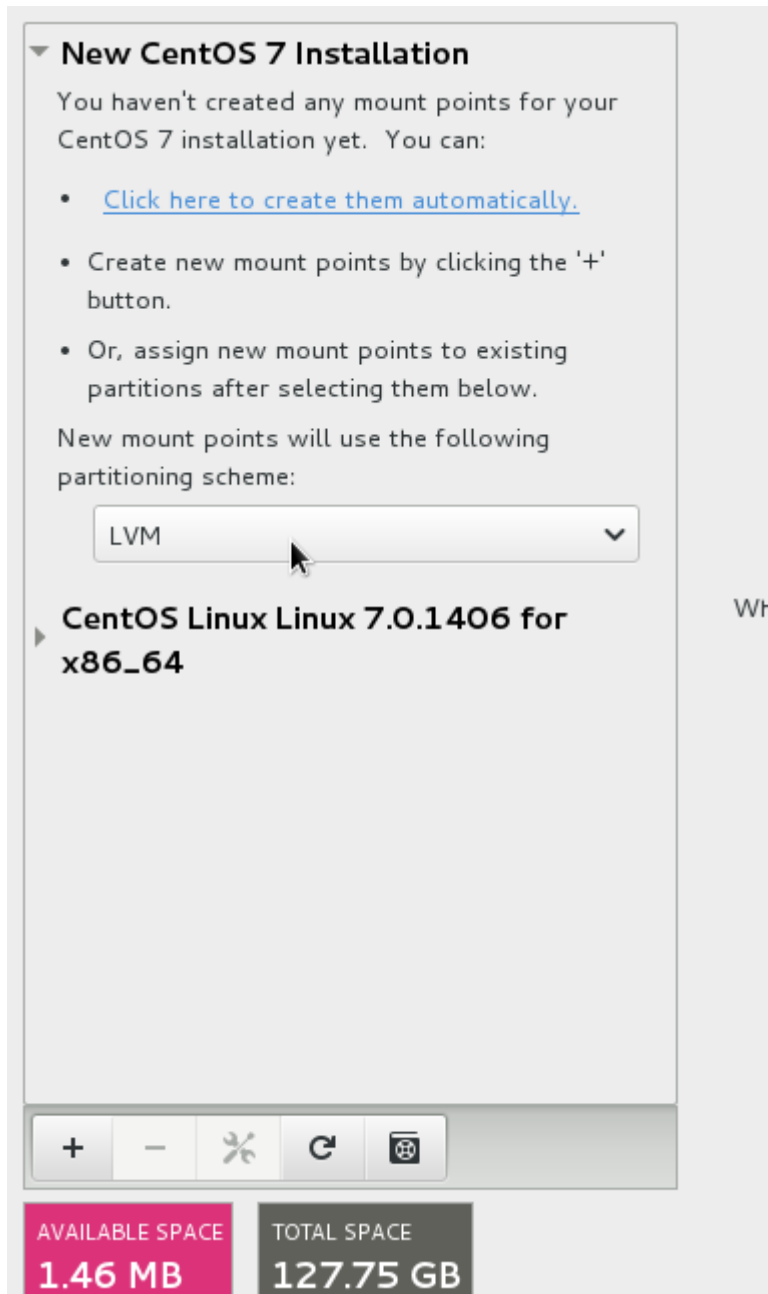 New CentOS 7 Installation
You haven't created any mount points for your
CentOS 7 installation yet.  You can:
• Click here to create them automatically.
• Create new mount points by clicking the '+'
button.
• Or, assign new mount points to existing
partitions after selecting them below.
New mount points will use the following
partitioning scheme:
LVM
CentOS Linux Linux 7.0.1406 for
x86_64
Wh
+ −
AVAILABLE SPACE
1.46 MB
TOTAL SPACE
127.75 GB